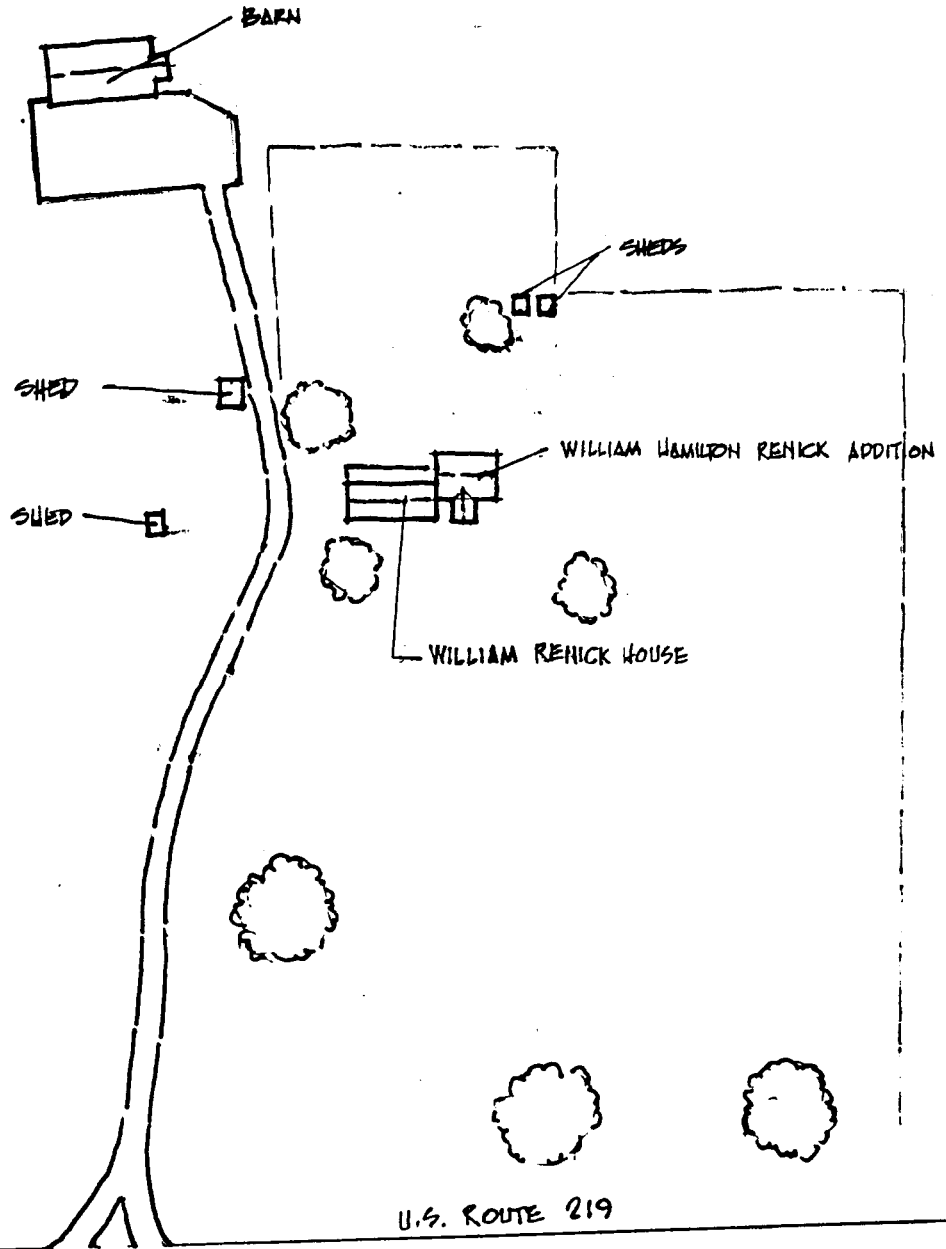 BARN
SHEDS
SHED
WILLIAM HAMILTON RENICK ADDITION
SHED
WILLIAM RENICK HOUSE
U.S. ROUTE 219